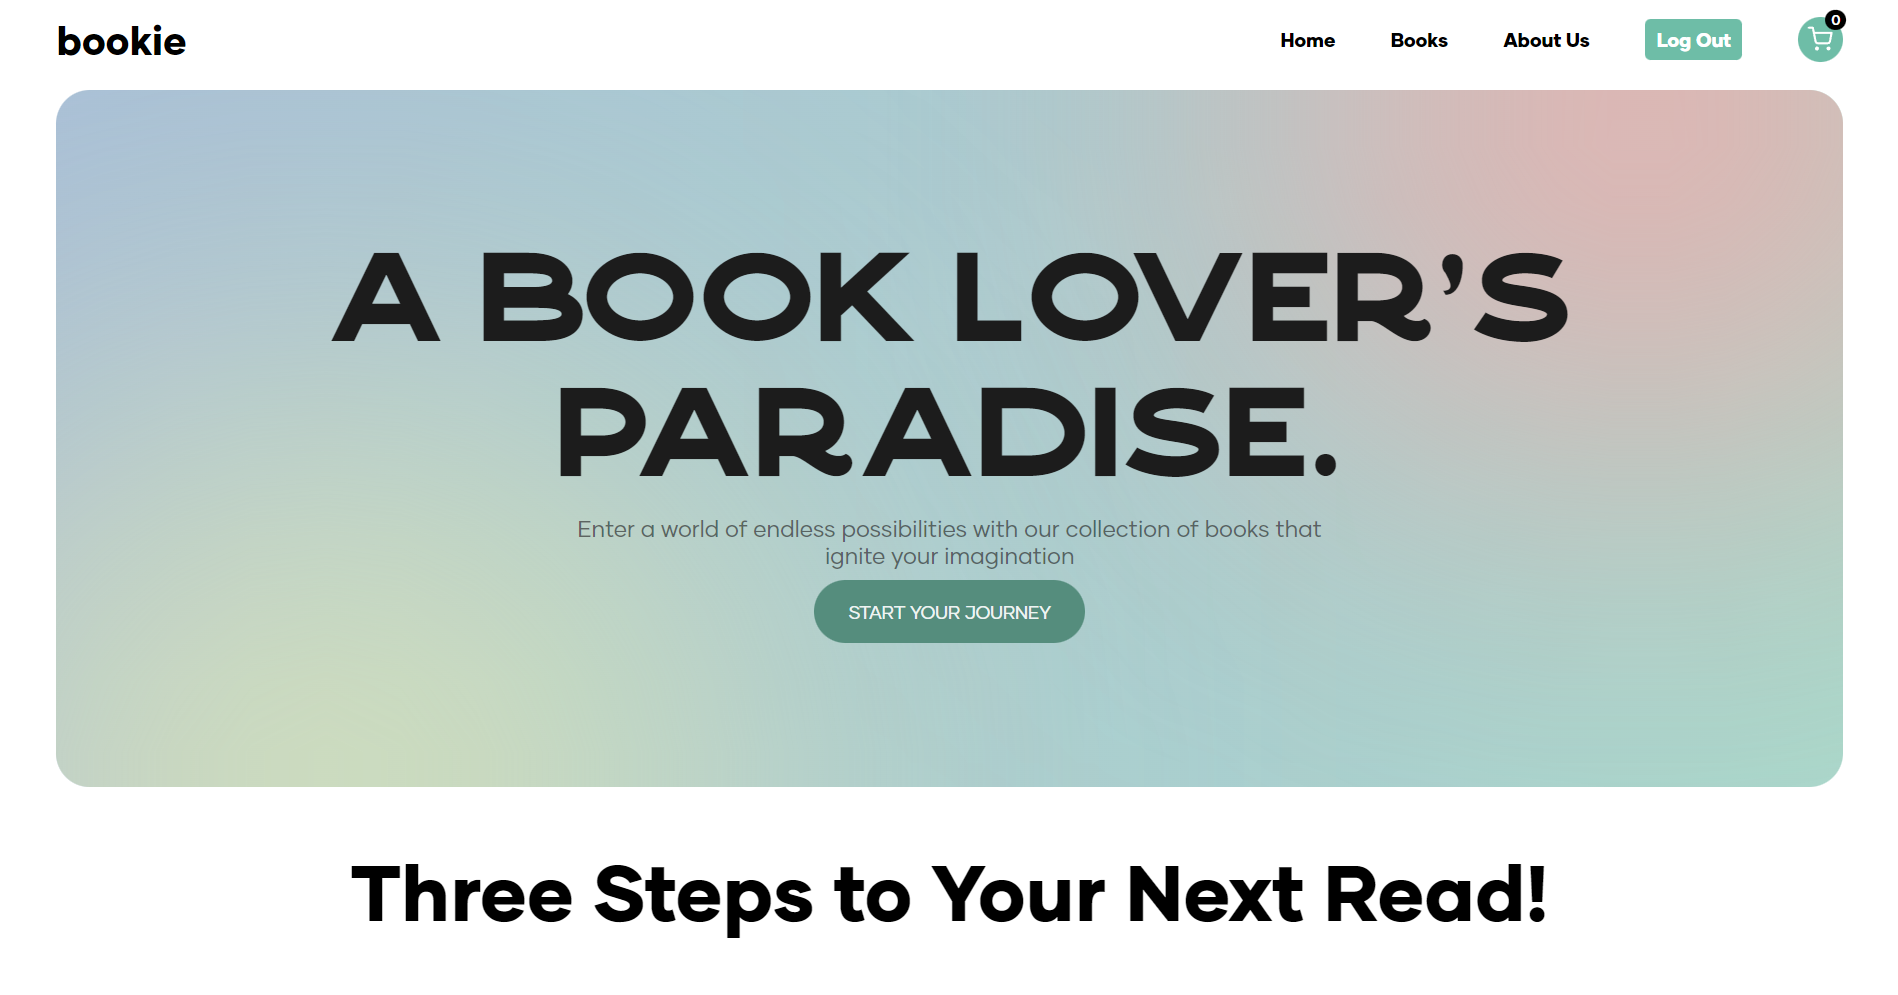 bookie
Home
Books
About Us
Log Out
0
A BOOK LOVER’S
PARADISE.
Enter a world of endless possibilities with our collection of books that
ignite your imagination
START YOUR JOURNEY
Three Steps to Your Next Read!